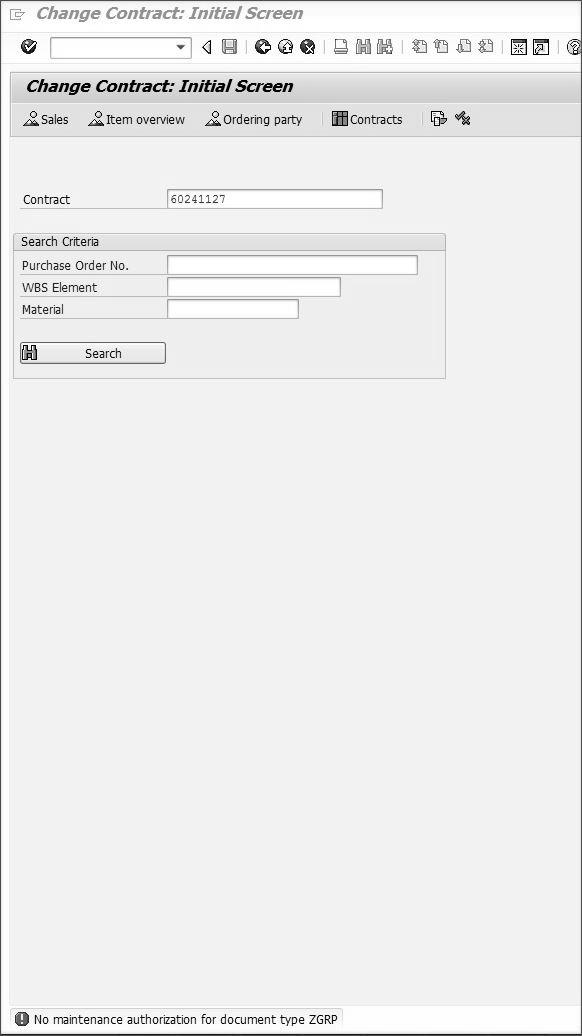 Change Contract: Initial Screen
Change Contract: Initial Screen
Sales Item overview Ordering party Contracts
Contract 60241127
Search Criteria
Purchase Order No.
WBS Element
Material
Search
No maintenance authorization for document type ZGRP